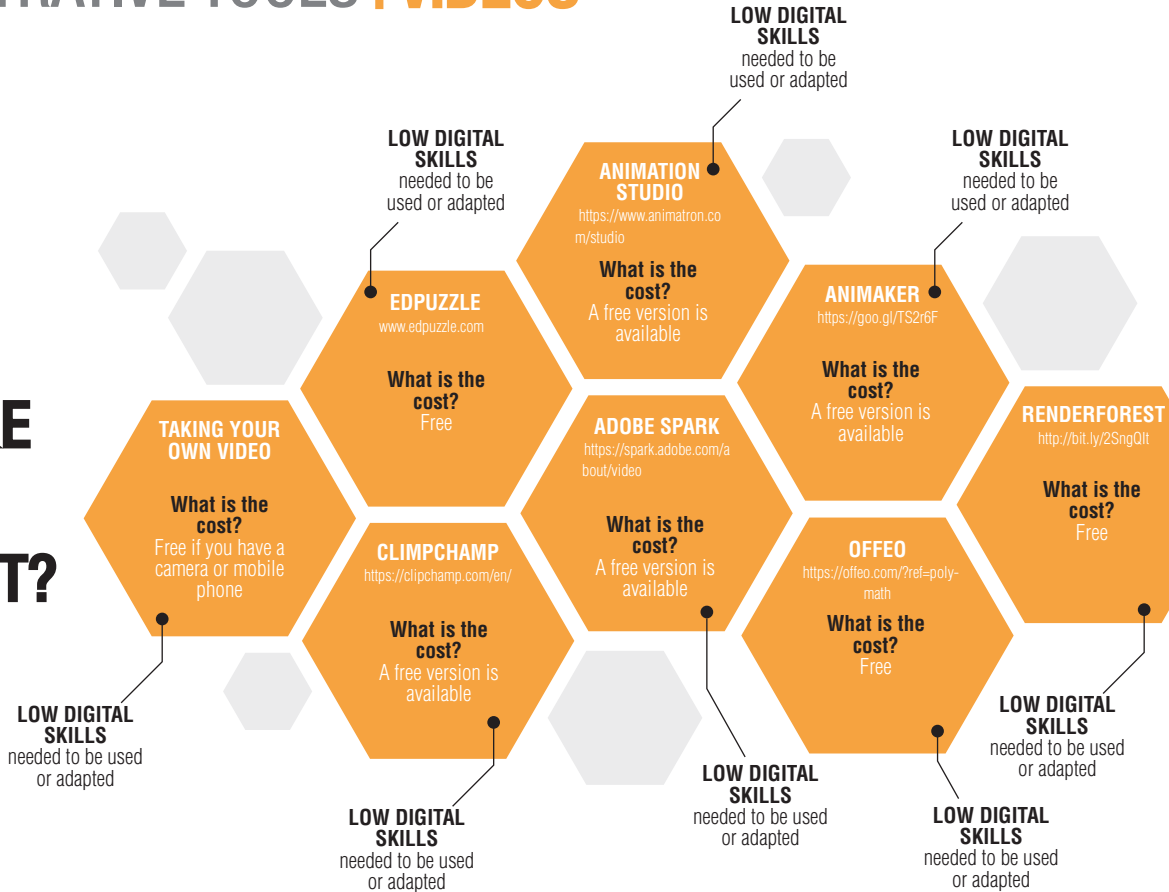 TRATIVE TOOLS
LOW DIGITAL
SKILLS
needed to be
used or adapted
LOW DIGITAL
SKILLS
needed to be
used or adapted
LOW DIGITAL
SKILLS
needed to be
used or adapted
ANIMATION
STUDIO
https://www.animatron.co
m/studio
What is the
cost?
A free version is
available
EDPUZZLE
www.edpuzzle.com
What is the
cost?
Free
ANIMAKER
https://goo.gl/TS2r6F
What is the
cost?
A free version is
available
E
T?
TAKING YOUR
OWN VIDEO
What is the
cost?
Free if you have a
camera or mobile
phone
ADOBE SPARK
https://spark.adobe.com/a
bout/video
What is the
cost?
A free version is
available
RENDERFOREST
http://bit.ly/2SngQlt
What is the
cost?
Free
CLIMPCHAMP
https://clipchamp.com/en/
What is the
cost?
A free version is
available
OFFEO
https://offeo.com/?ref=poly-
math
What is the
cost?
Free
LOW DIGITAL
SKILLS
needed to be used
or adapted
LOW DIGITAL
SKILLS
needed to be used
or adapted
LOW DIGITAL
SKILLS
needed to be used
or adapted
LOW DIGITAL
SKILLS
needed to be used
or adapted
LOW DIGITAL
SKILLS
needed to be used
or adapted